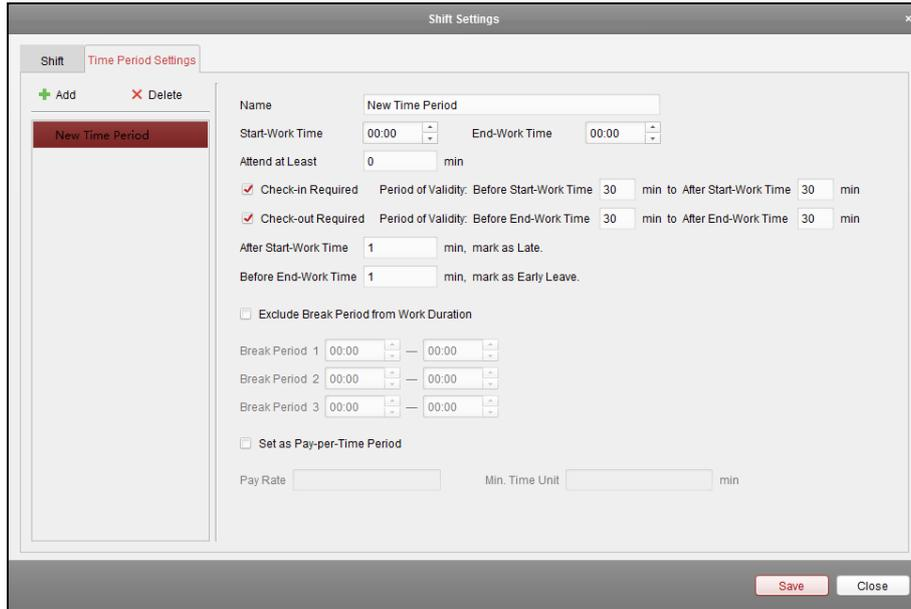 Shift Settings
×
Shift Time Period Settings
Add Delete
New Time Period
Name New Time Period
Start-Work Time 00:00 End-Work Time 00:00
Attend at Least 0 min
Check-in Required Period of Validity: Before Start-Work Time 30 min to After Start-Work Time 30 min
Check-out Required Period of Validity: Before End-Work Time 30 min to After End-Work Time 30 min
After Start-Work Time 1 min, mark as Late.
Before End-Work Time 1 min, mark as Early Leave.
Exclude Break Period from Work Duration
Break Period 1 00:00 — 00:00
Break Period 2 00:00 — 00:00
Break Period 3 00:00 — 00:00
Set as Pay-per-Time Period
Pay Rate Min. Time Unit min
Save Close